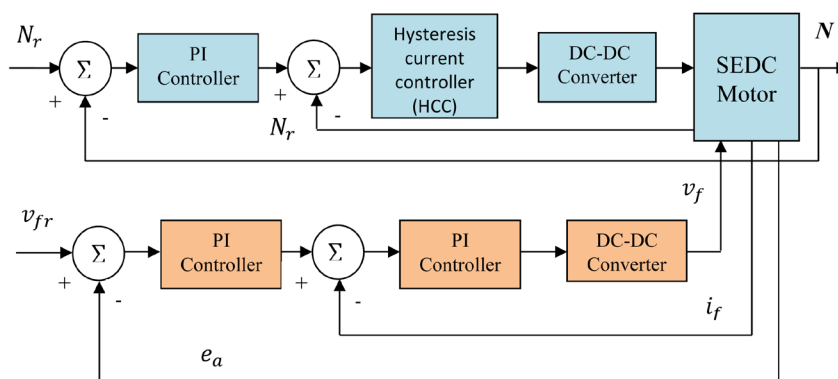 N_r
Σ
+
-
PI
Controller
Σ
+
-
N_r
Hysteresis
current
controller
(HCC)
DC-DC
Converter
SEDC
Motor
N
v_fr
Σ
+
-
PI
Controller
Σ
+
-
PI
Controller
DC-DC
Converter
v_f
i_f
e_a